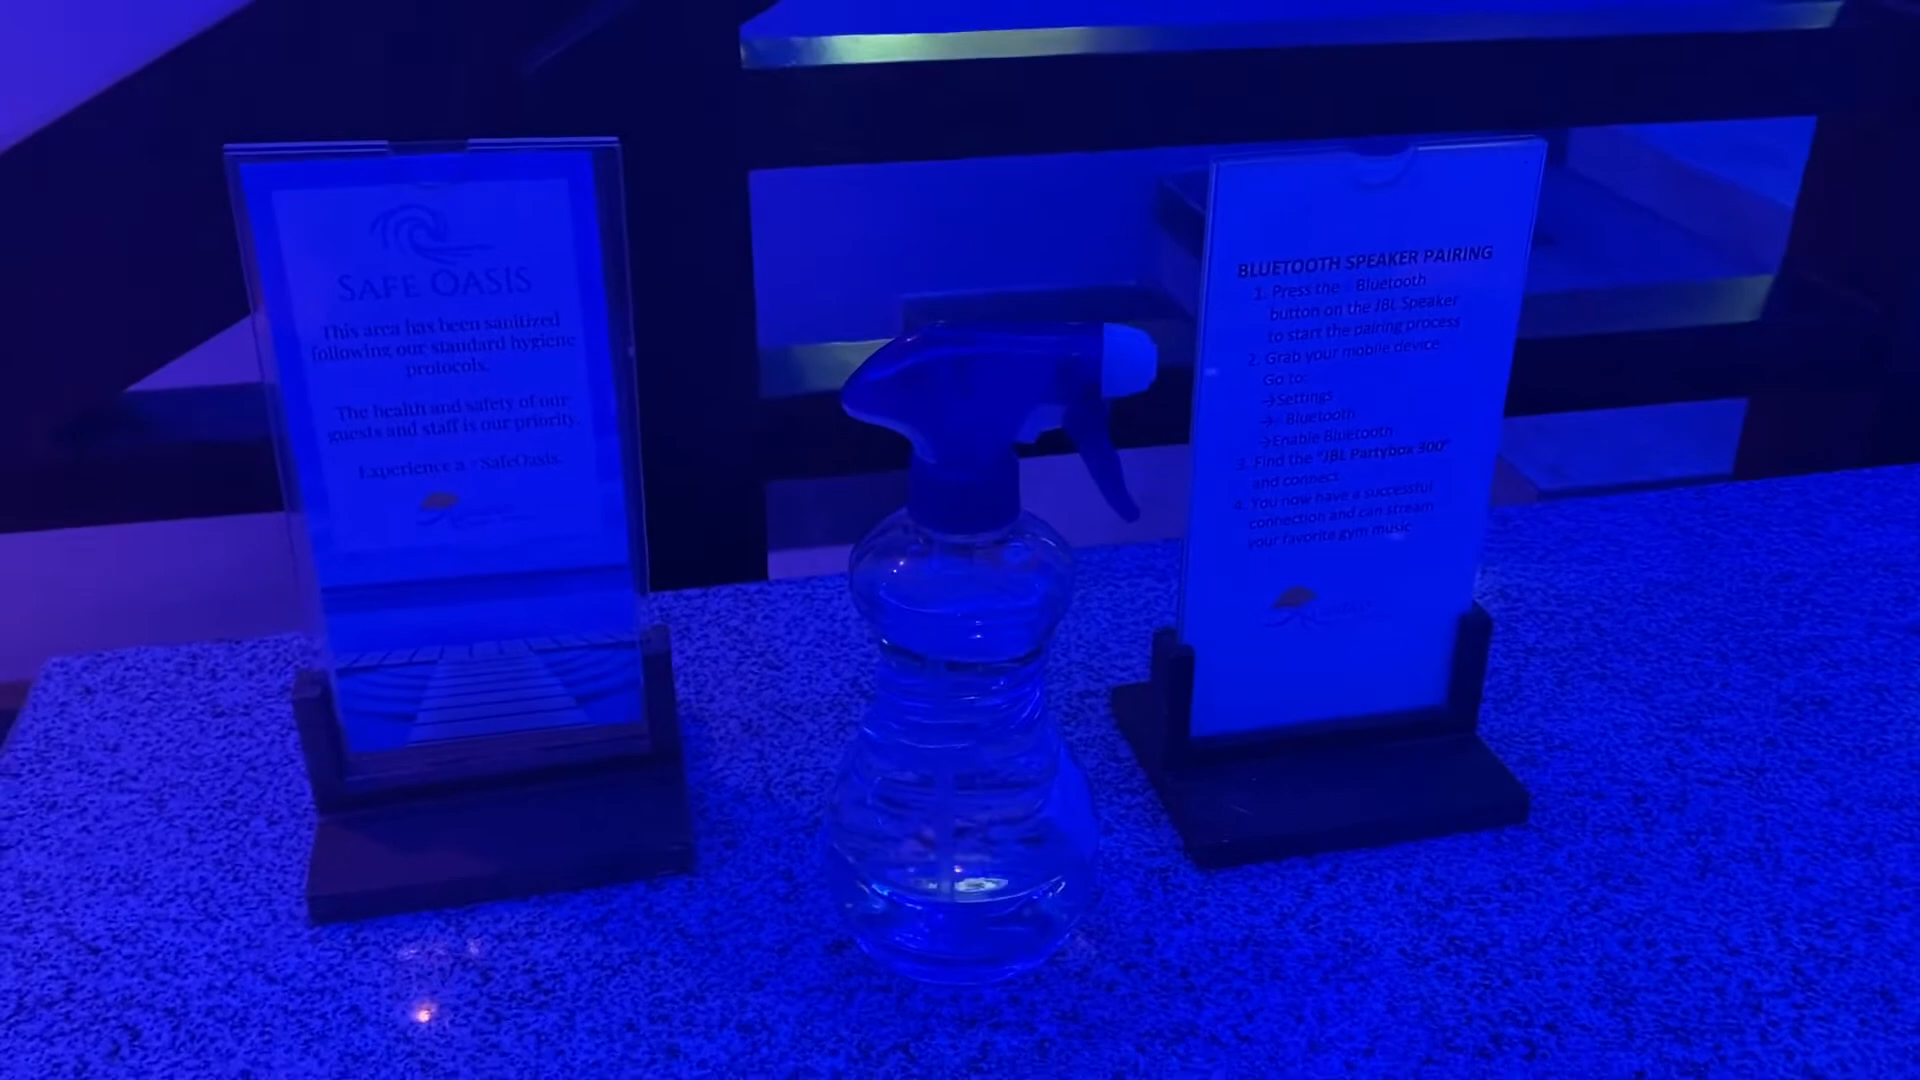 SAFE OASIS
This area has been sanitized
following our standard hygiene
protocols.
The health and safety of our
guests and staff is our priority.
Experience a #SafeOasis.
BLUETOOTH SPEAKER PAIRING
1. Press the Bluetooth
button on the JBL Speaker
to start the pairing process
2. Grab your mobile device
Go to:
→Settings
→ Bluetooth
→Enable Bluetooth
3. Find the "JBL Partybox 300"
and connect
4. You now have a successful
connection and can stream
your favorite gym music